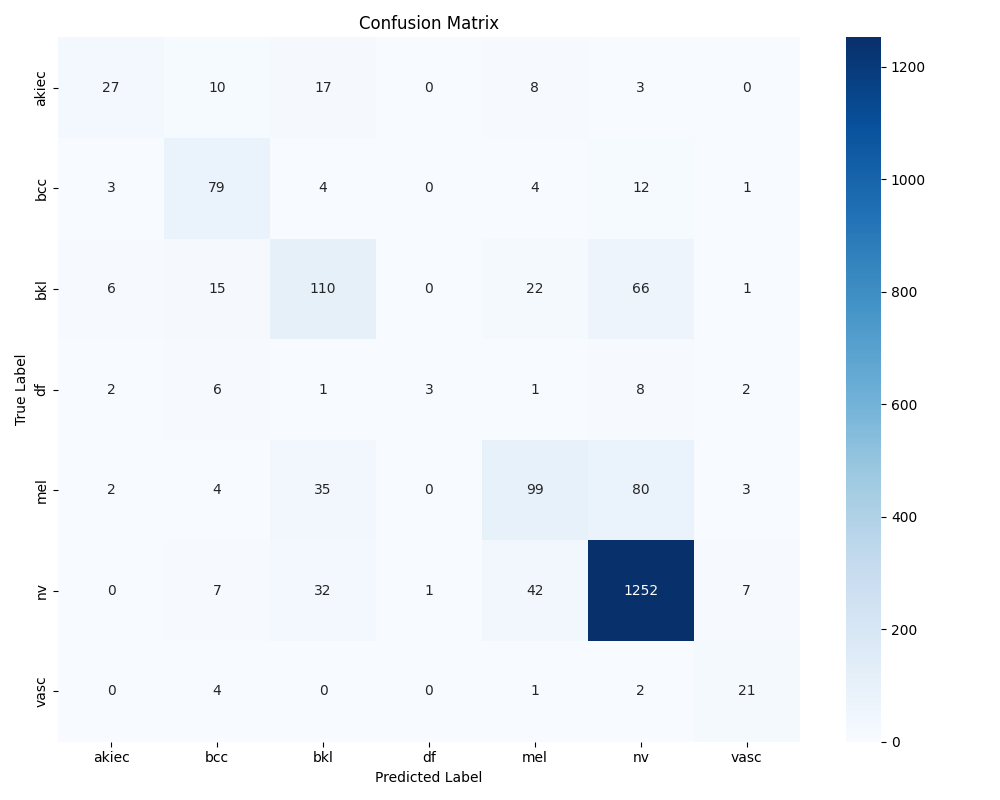 Confusion Matrix
akiec 27 10 17 0 8 3 0
bcc 3 79 4 0 4 12 1
bkl 6 15 110 0 22 66 1
df 2 6 1 3 1 8 2
mel 2 4 35 0 99 80 3
nv 0 7 32 1 42 1252 7
vasc 0 4 0 0 1 2 21
akiec bcc bkl df mel nv vasc
Predicted Label
True Label
1200
1000
800
600
400
200
0